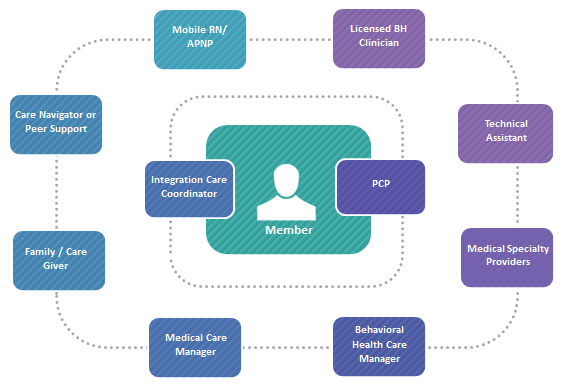 Mobile RN/
APNP
Licensed BH
Clinician
Care Navigator or
Peer Support
Technical
Assistant
Integration Care
Coordinator
PCP
Member
Family / Care
Giver
Medical Specialty
Providers
Medical Care
Manager
Behavioral
Health Care
Manager